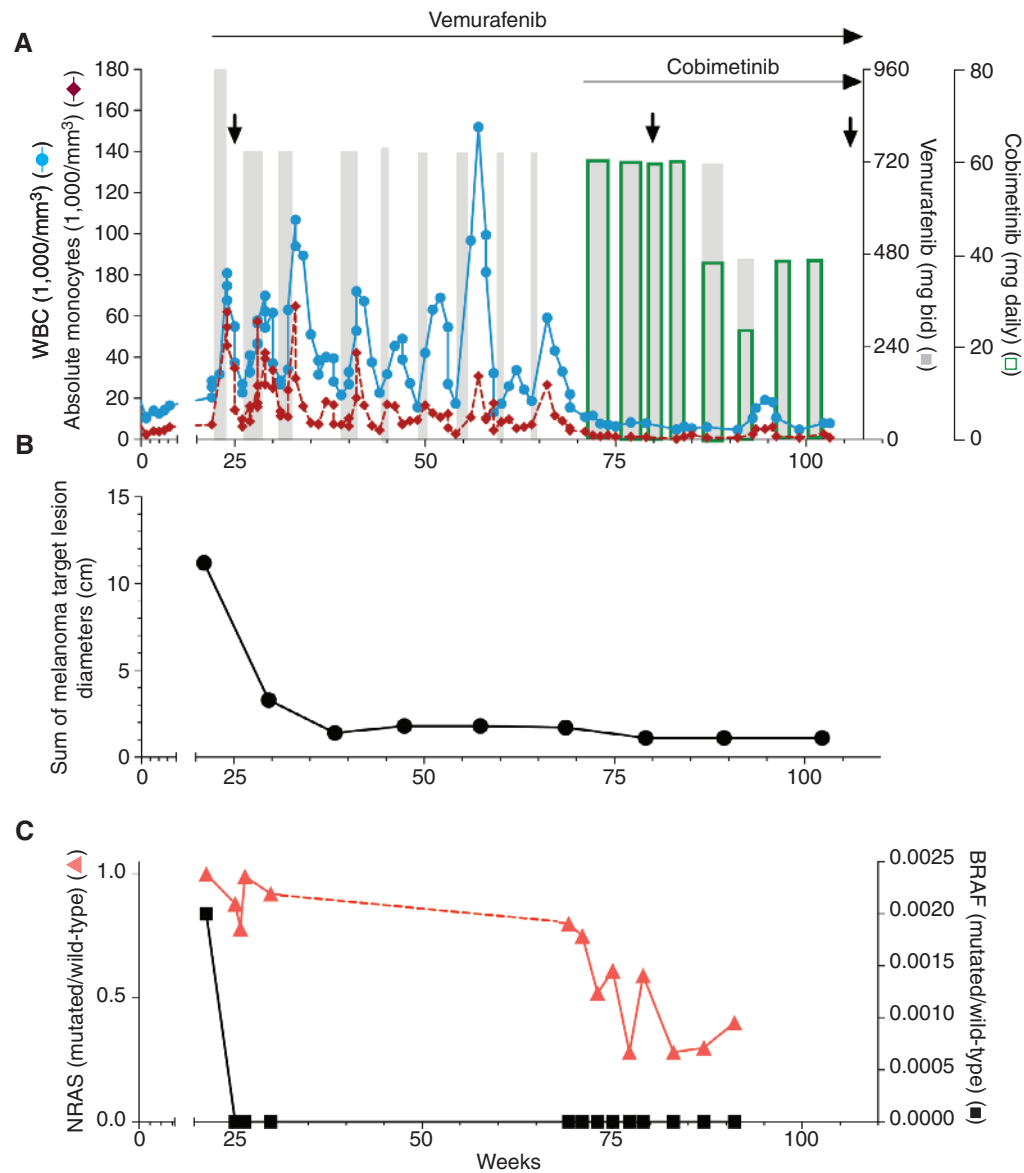 Vemurafenib
A
Cobimetinib
WBC (1,000/mm³) ( )
Absolute monocytes (1,000/mm³) ( )
180
160
140
120
100
80
60
40
20
0
960
720
480
240
0
Vemurafenib (mg bid) ( )
80
60
40
20
0
Cobimetinib (mg daily) ( )
0 25 50 75 100
B
Sum of melanoma target lesion
diameters (cm)
15
10
5
0
0 25 50 75 100
C
NRAS (mutated/wild-type) ( )
1.0
0.5
0.0
0.0025
0.0020
0.0015
0.0010
0.0005
0.0000
BRAF (mutated/wild-type) ( )
0 25 50 75 100
Weeks